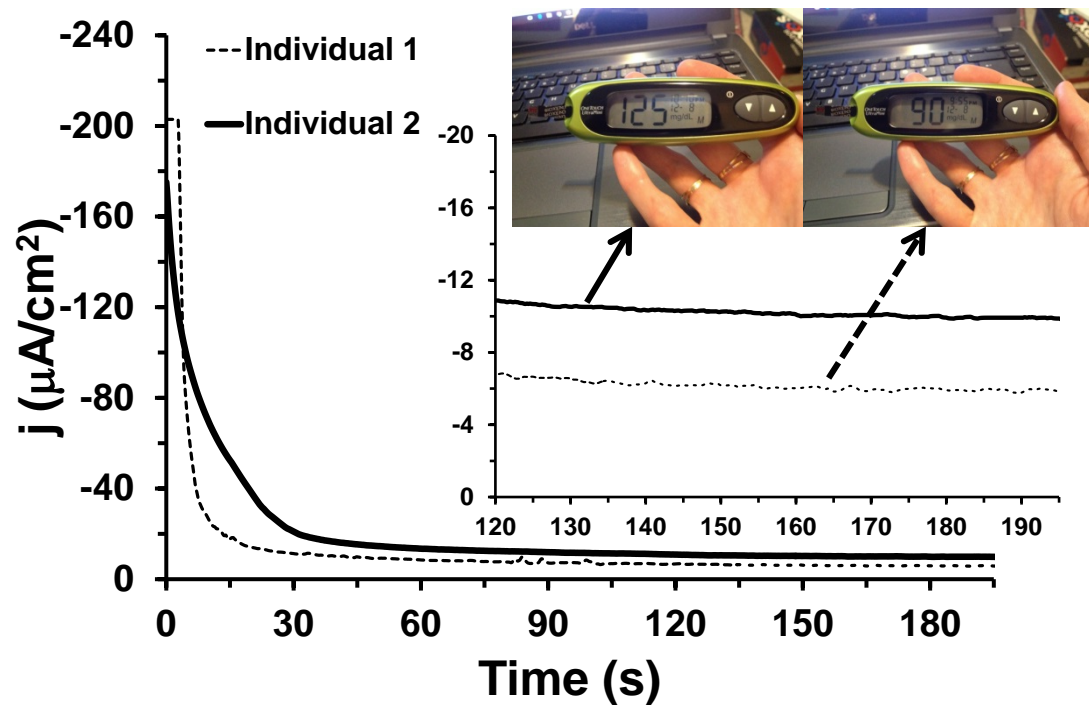 -240
-200
-160
-120
-80
-40
0
j (μA/cm²)
0 30 60 90 120 150 180
Time (s)
Individual 1
Individual 2
-20
-16
-12
-8
-4
0
120 130 140 150 160 170 180 190
125
mg/dL M
90
mg/dL M